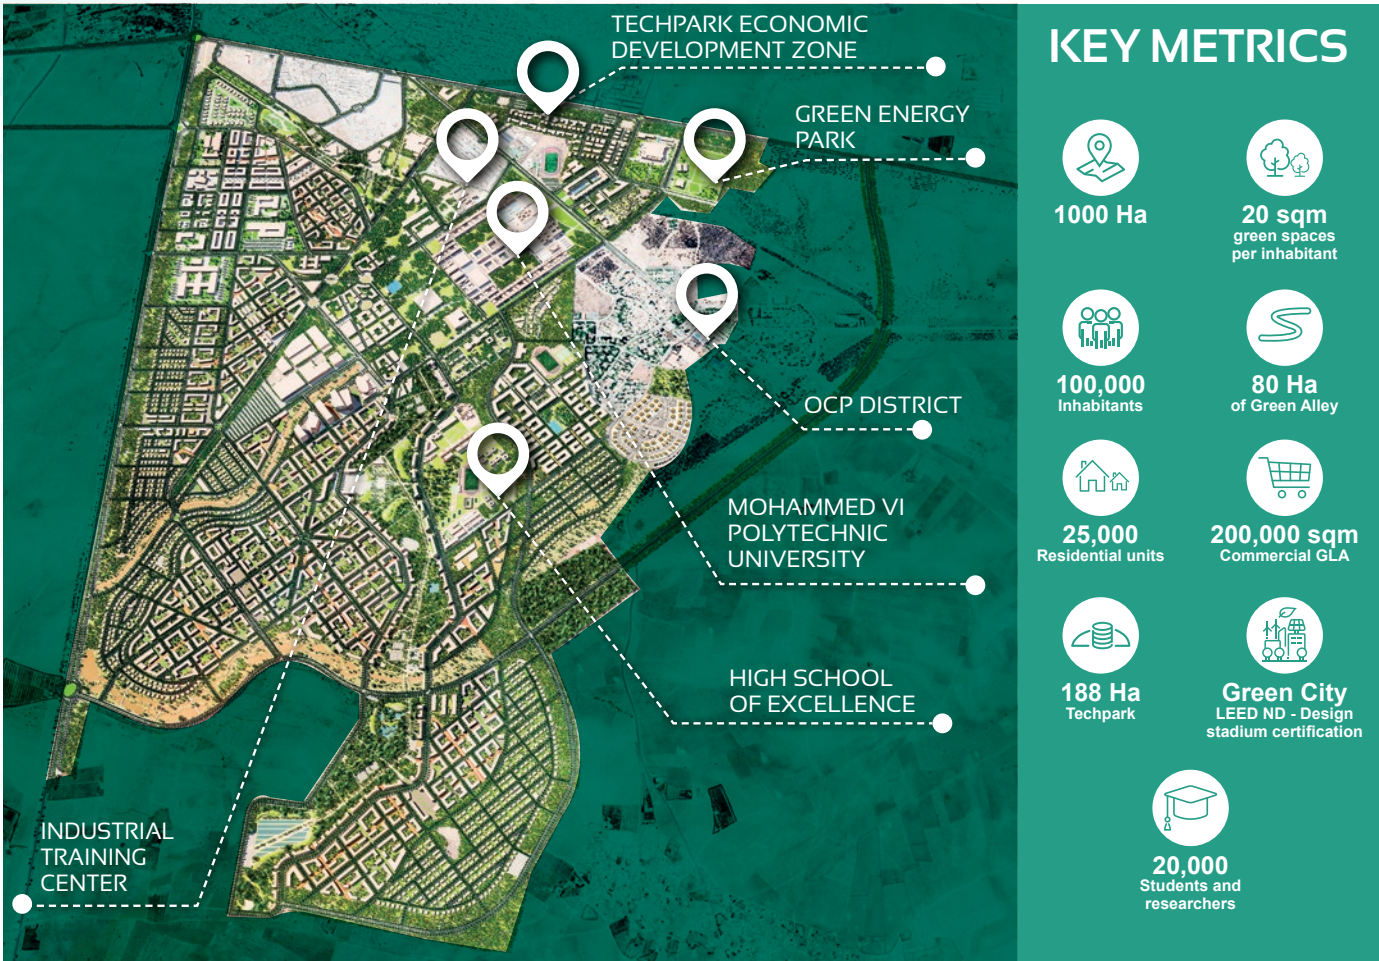 TECHPARK ECONOMIC
DEVELOPMENT ZONE
GREEN ENERGY
PARK
OCP DISTRICT
MOHAMMED VI
POLYTECHNIC
UNIVERSITY
HIGH SCHOOL
OF EXCELLENCE
INDUSTRIAL
TRAINING
CENTER
KEY METRICS
1000 Ha
20 sqm
green spaces
per inhabitant
100,000
Inhabitants
80 Ha
of Green Alley
25,000
Residential units
200,000 sqm
Commercial GLA
188 Ha
Techpark
Green City
LEED ND - Design
stadium certification
20,000
Students and
researchers